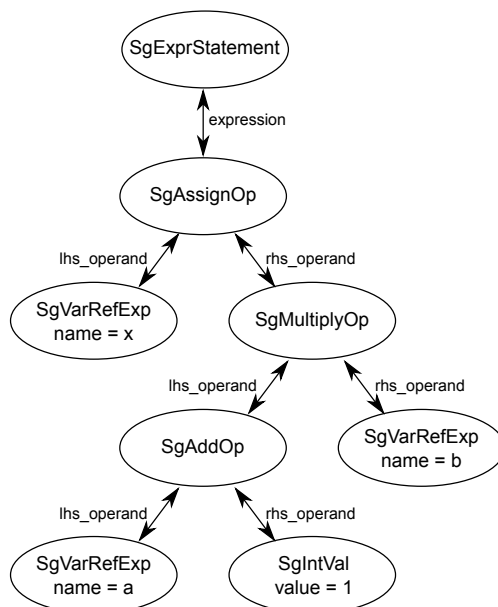 SgExprStatement
expression
SgAssignOp
lhs_operand
rhs_operand
SgVarRefExp
name = x
SgMultiplyOp
lhs_operand
rhs_operand
SgAddOp
SgVarRefExp
name = b
lhs_operand
rhs_operand
SgVarRefExp
name = a
SgIntVal
value = 1